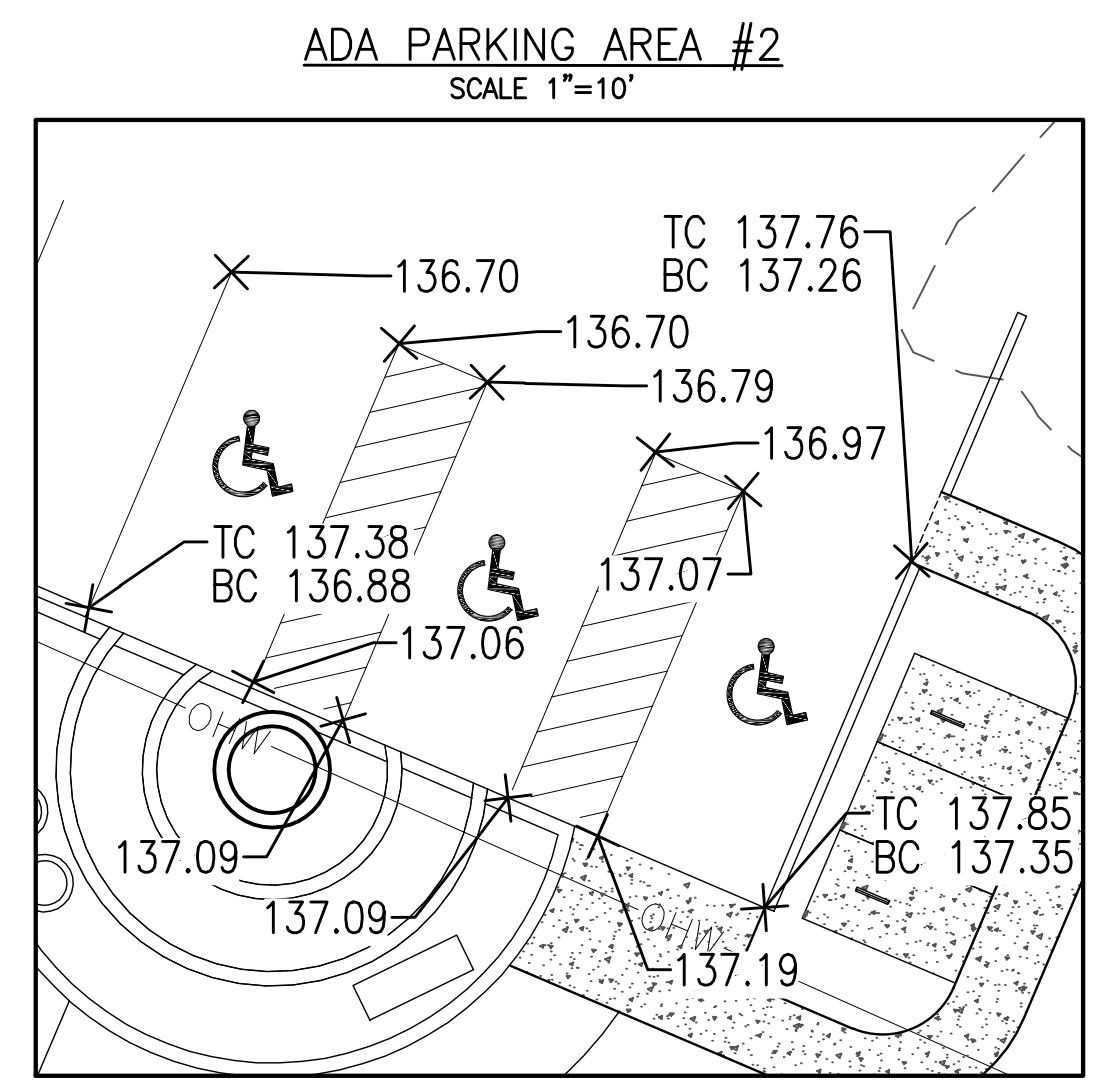 ADA PARKING AREA #2
SCALE 1"=10'
TC 137.76
BC 137.26
136.70
136.70
136.79
136.97
TC 137.38
BC 136.88
137.07
137.06
OHW
137.09
TC 137.85
BC 137.35
137.09
OHW
137.19